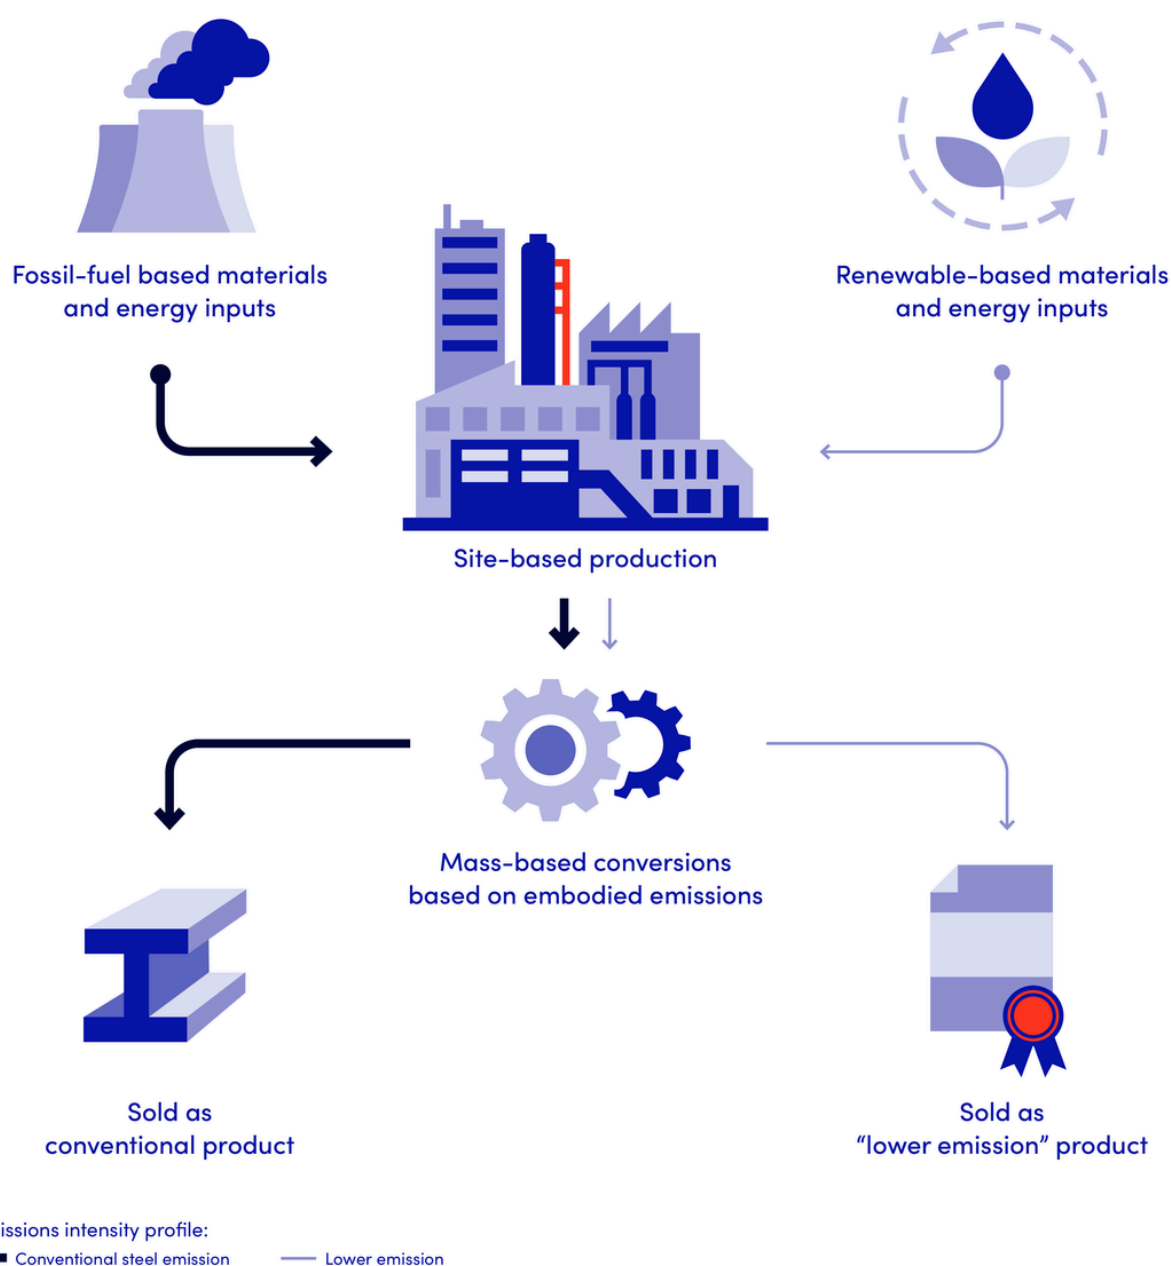 Fossil-fuel based materials
and energy inputs
Renewable-based materials
and energy inputs
Site-based production
Mass-based conversions
based on embodied emissions
Sold as
conventional product
Sold as
“lower emission” product
issions intensity profile:
Conventional steel emission
Lower emission